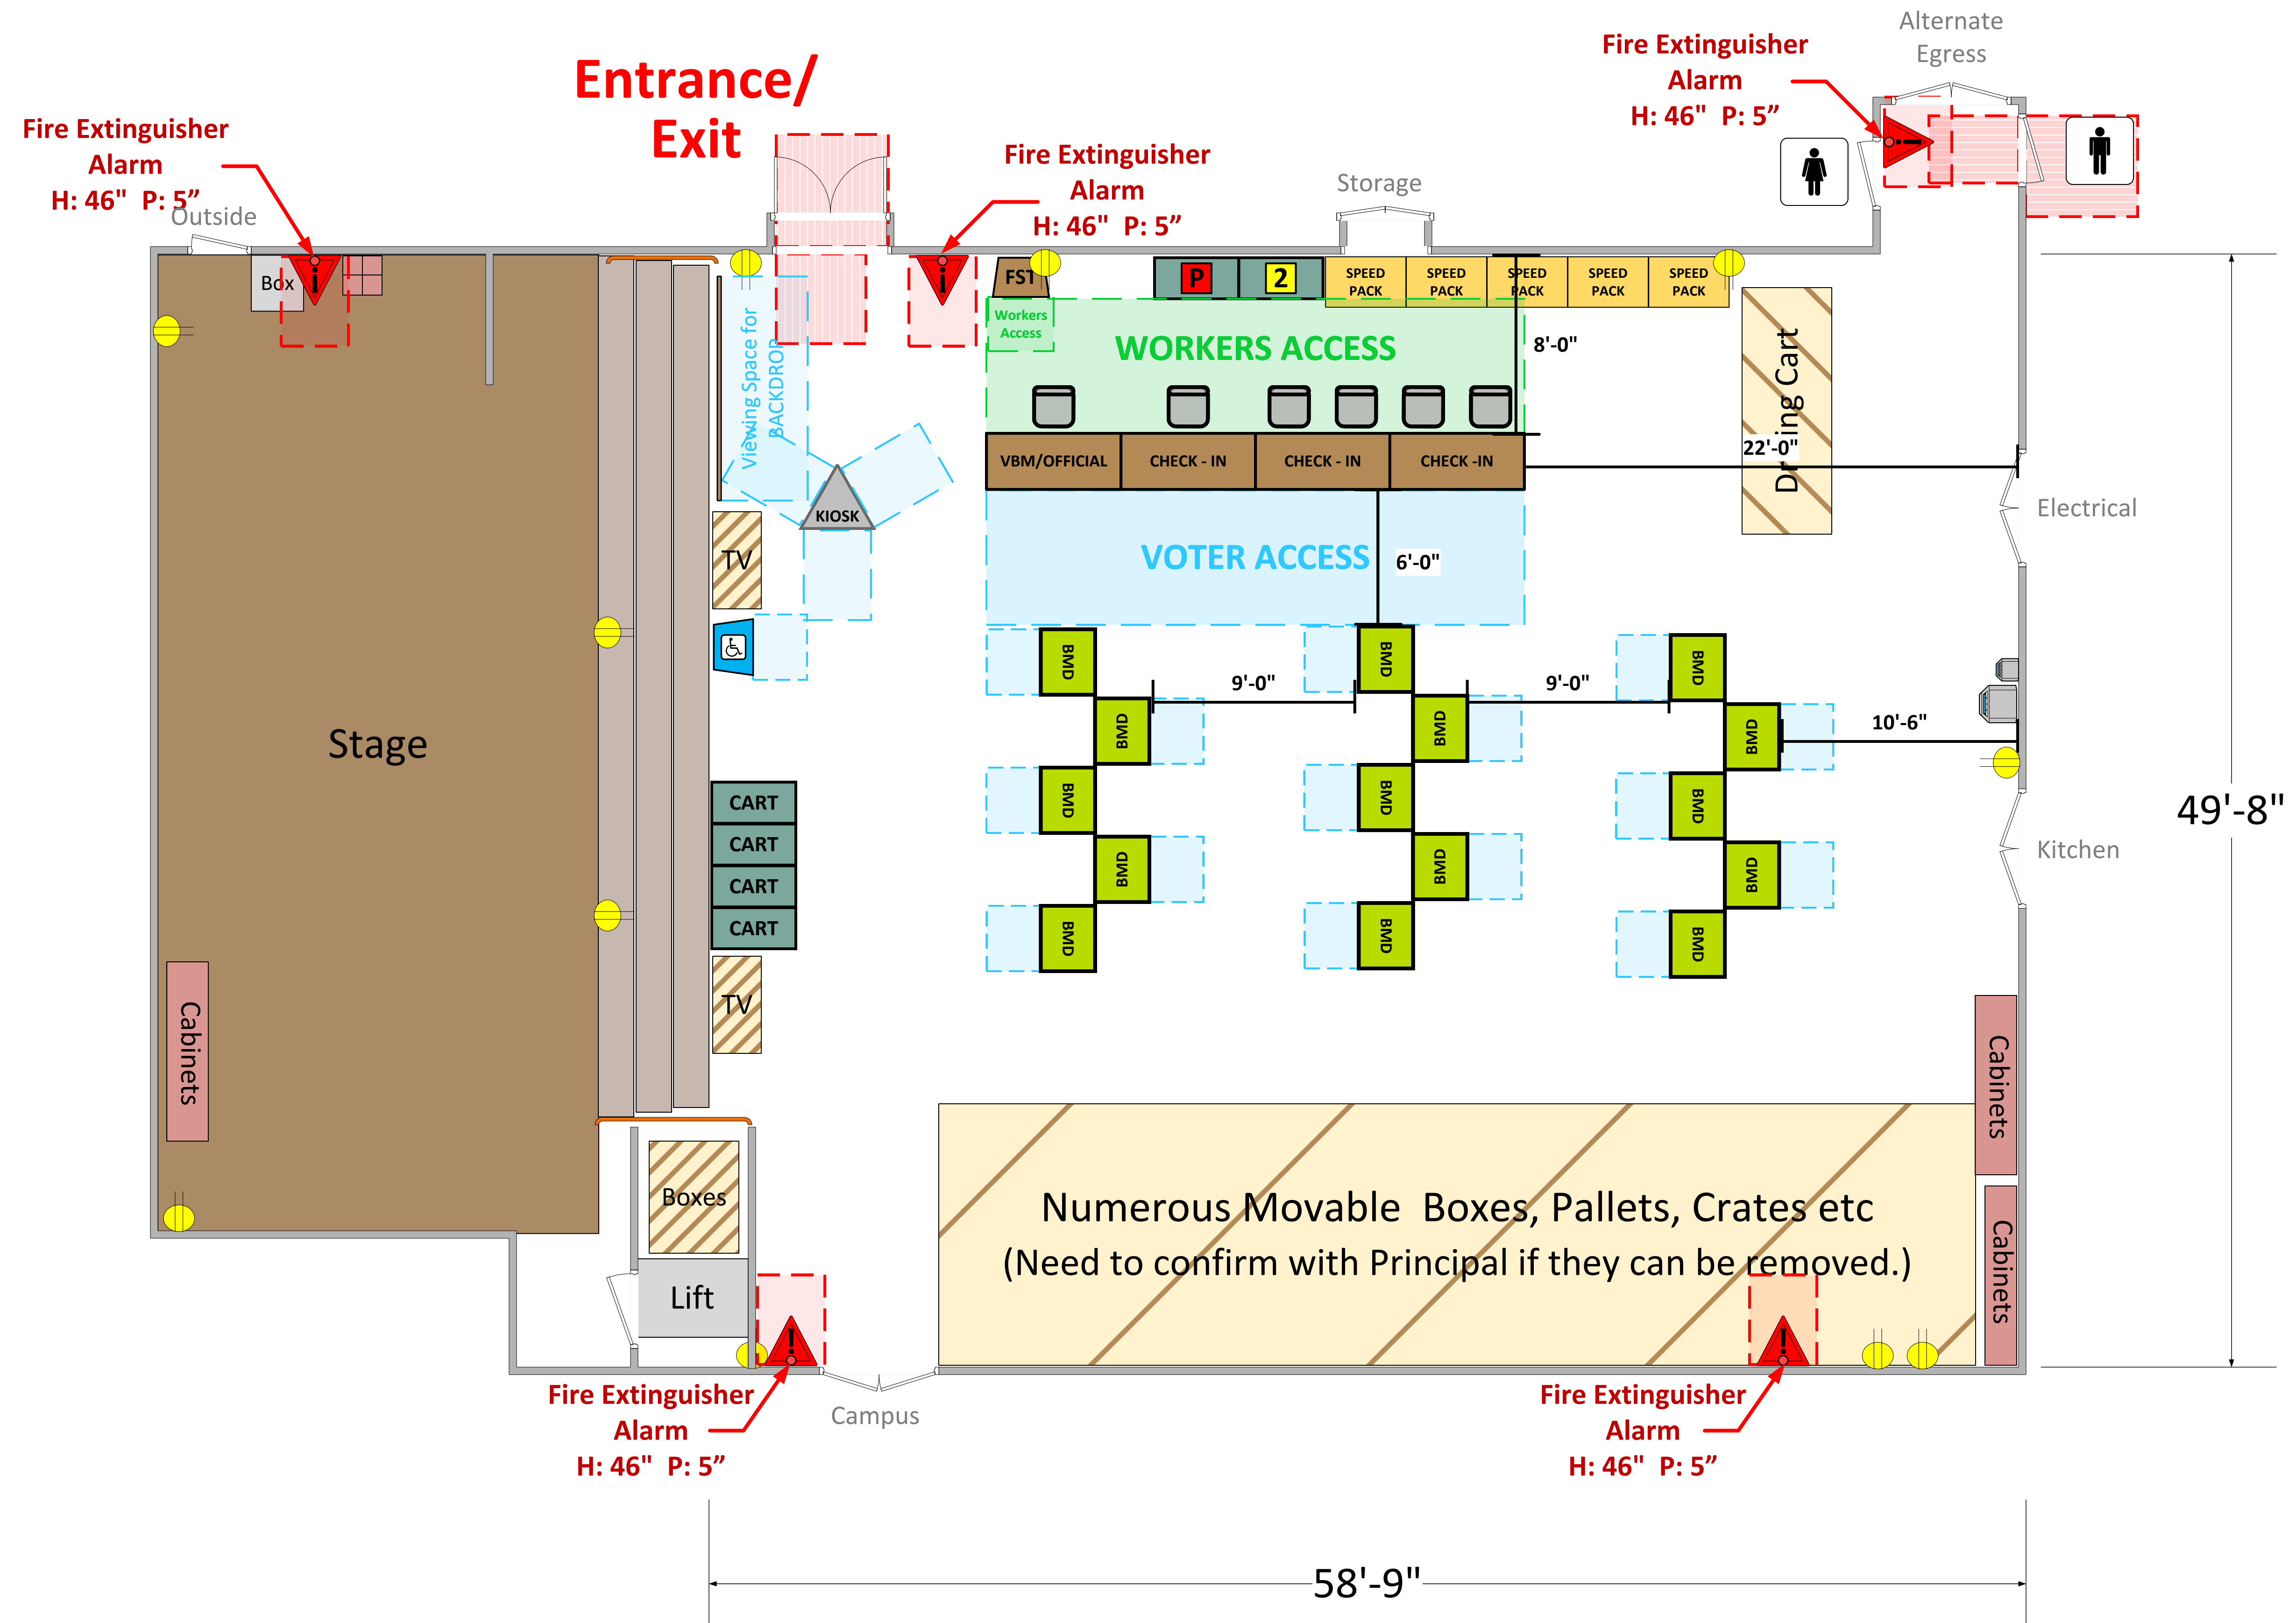 Alternate
Egress
Fire Extinguisher
Alarm
H: 46"  P: 5”
Entrance/
Exit
Fire Extinguisher
Alarm
H: 46"  P: 5”
Outside
Fire Extinguisher
Alarm
H: 46"  P: 5”
Storage
Box
FST
P
2
SPEED
PACK
SPEED
PACK
SPEED
PACK
SPEED
PACK
SPEED
PACK
Workers
Access
WORKERS ACCESS
8'-0"
Viewing Space for
BACKDROP
22'-0"
VBM/OFFICIAL
CHECK - IN
CHECK - IN
CHECK -IN
KIOSK
Electrical
TV
VOTER ACCESS
6'-0"
BMD
BMD
BMD
9'-0"
9'-0"
10'-6"
BMD
BMD
BMD
Stage
CART
CART
CART
CART
BMD
BMD
BMD
49'-8"
Kitchen
BMD
BMD
BMD
BMD
BMD
BMD
TV
Cabinets
Cabinets
Boxes
Numerous Movable  Boxes, Pallets, Crates etc
(Need to confirm with Principal if they can be removed.)
Cabinets
Lift
Fire Extinguisher
Alarm
H: 46"  P: 5”
Campus
Fire Extinguisher
Alarm
H: 46"  P: 5”
58'-9"